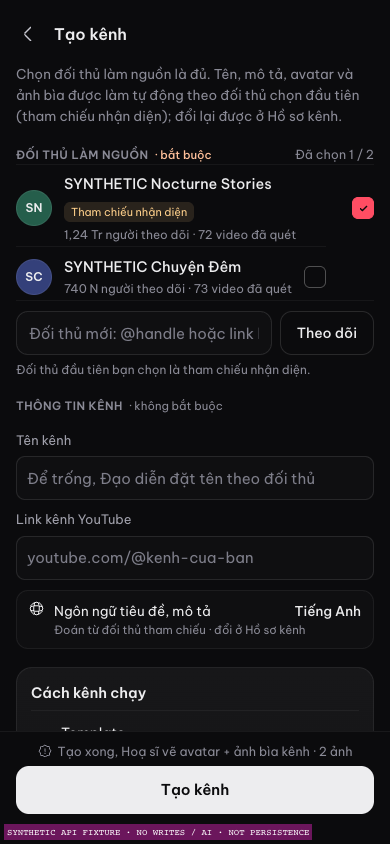 Tạo kênh
Chọn đối thủ làm nguồn là đủ. Tên, mô tả, avatar và
ảnh bìa được làm tự động theo đối thủ chọn đầu tiên
(tham chiếu nhận diện); đổi lại được ở Hồ sơ kênh.
ĐỐI THỦ LÀM NGUỒN · bắt buộc Đã chọn 1 / 2
SN
SYNTHETIC Nocturne Stories
Tham chiếu nhận diện
1,24 Tr người theo dõi · 72 video đã quét
SC
SYNTHETIC Chuyện Đêm
740 N người theo dõi · 73 video đã quét
Đối thủ mới: @handle hoặc link
Theo dõi
Đối thủ đầu tiên bạn chọn là tham chiếu nhận diện.
THÔNG TIN KÊNH · không bắt buộc
Tên kênh
Để trống, Đạo diễn đặt tên theo đối thủ
Link kênh YouTube
youtube.com/@kenh-cua-ban
Ngôn ngữ tiêu đề, mô tả Tiếng Anh
Đoán từ đối thủ tham chiếu · đổi ở Hồ sơ kênh
Cách kênh chạy
Tạo xong, Hoạ sĩ vẽ avatar + ảnh bìa kênh · 2 ảnh
Tạo kênh
SYNTHETIC API FIXTURE · NO WRITES / AI · NOT PERSISTENCE